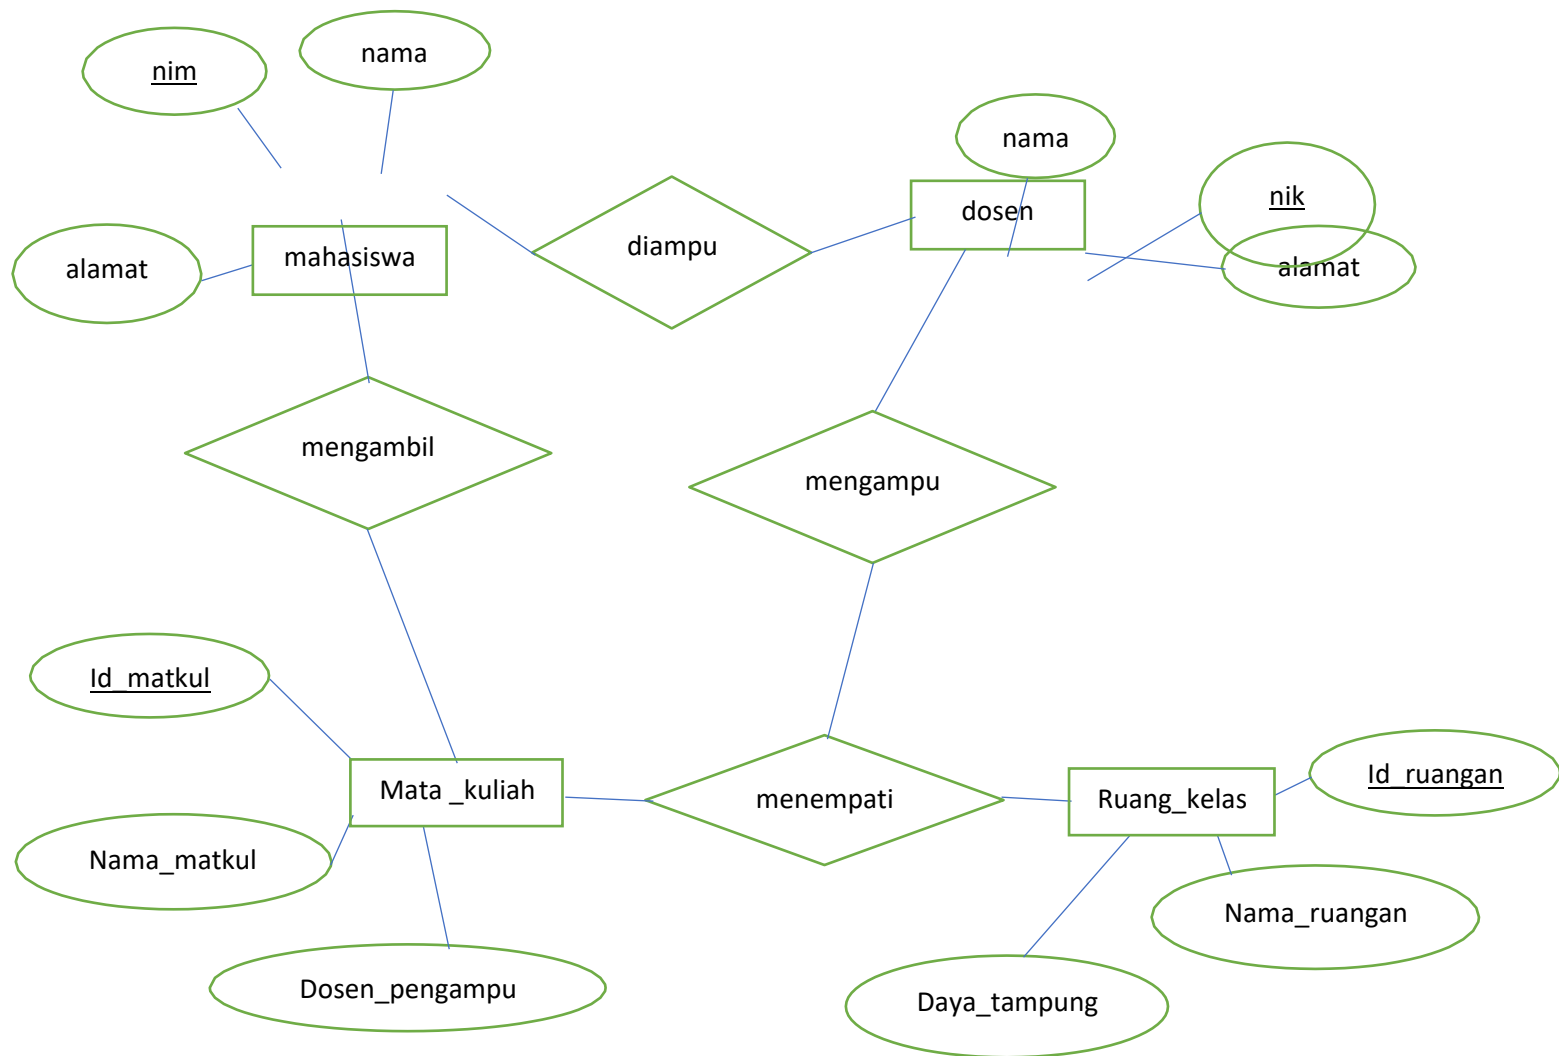 nim
nama
nama
nik
dosen
diampu
mahasiswa
alamat
alamat
mengambil
mengampu
Id_matkul
Mata _kuliah
menempati
Ruang_kelas
Id_ruangan
Nama_matkul
Nama_ruangan
Dosen_pengampu
Daya_tampung